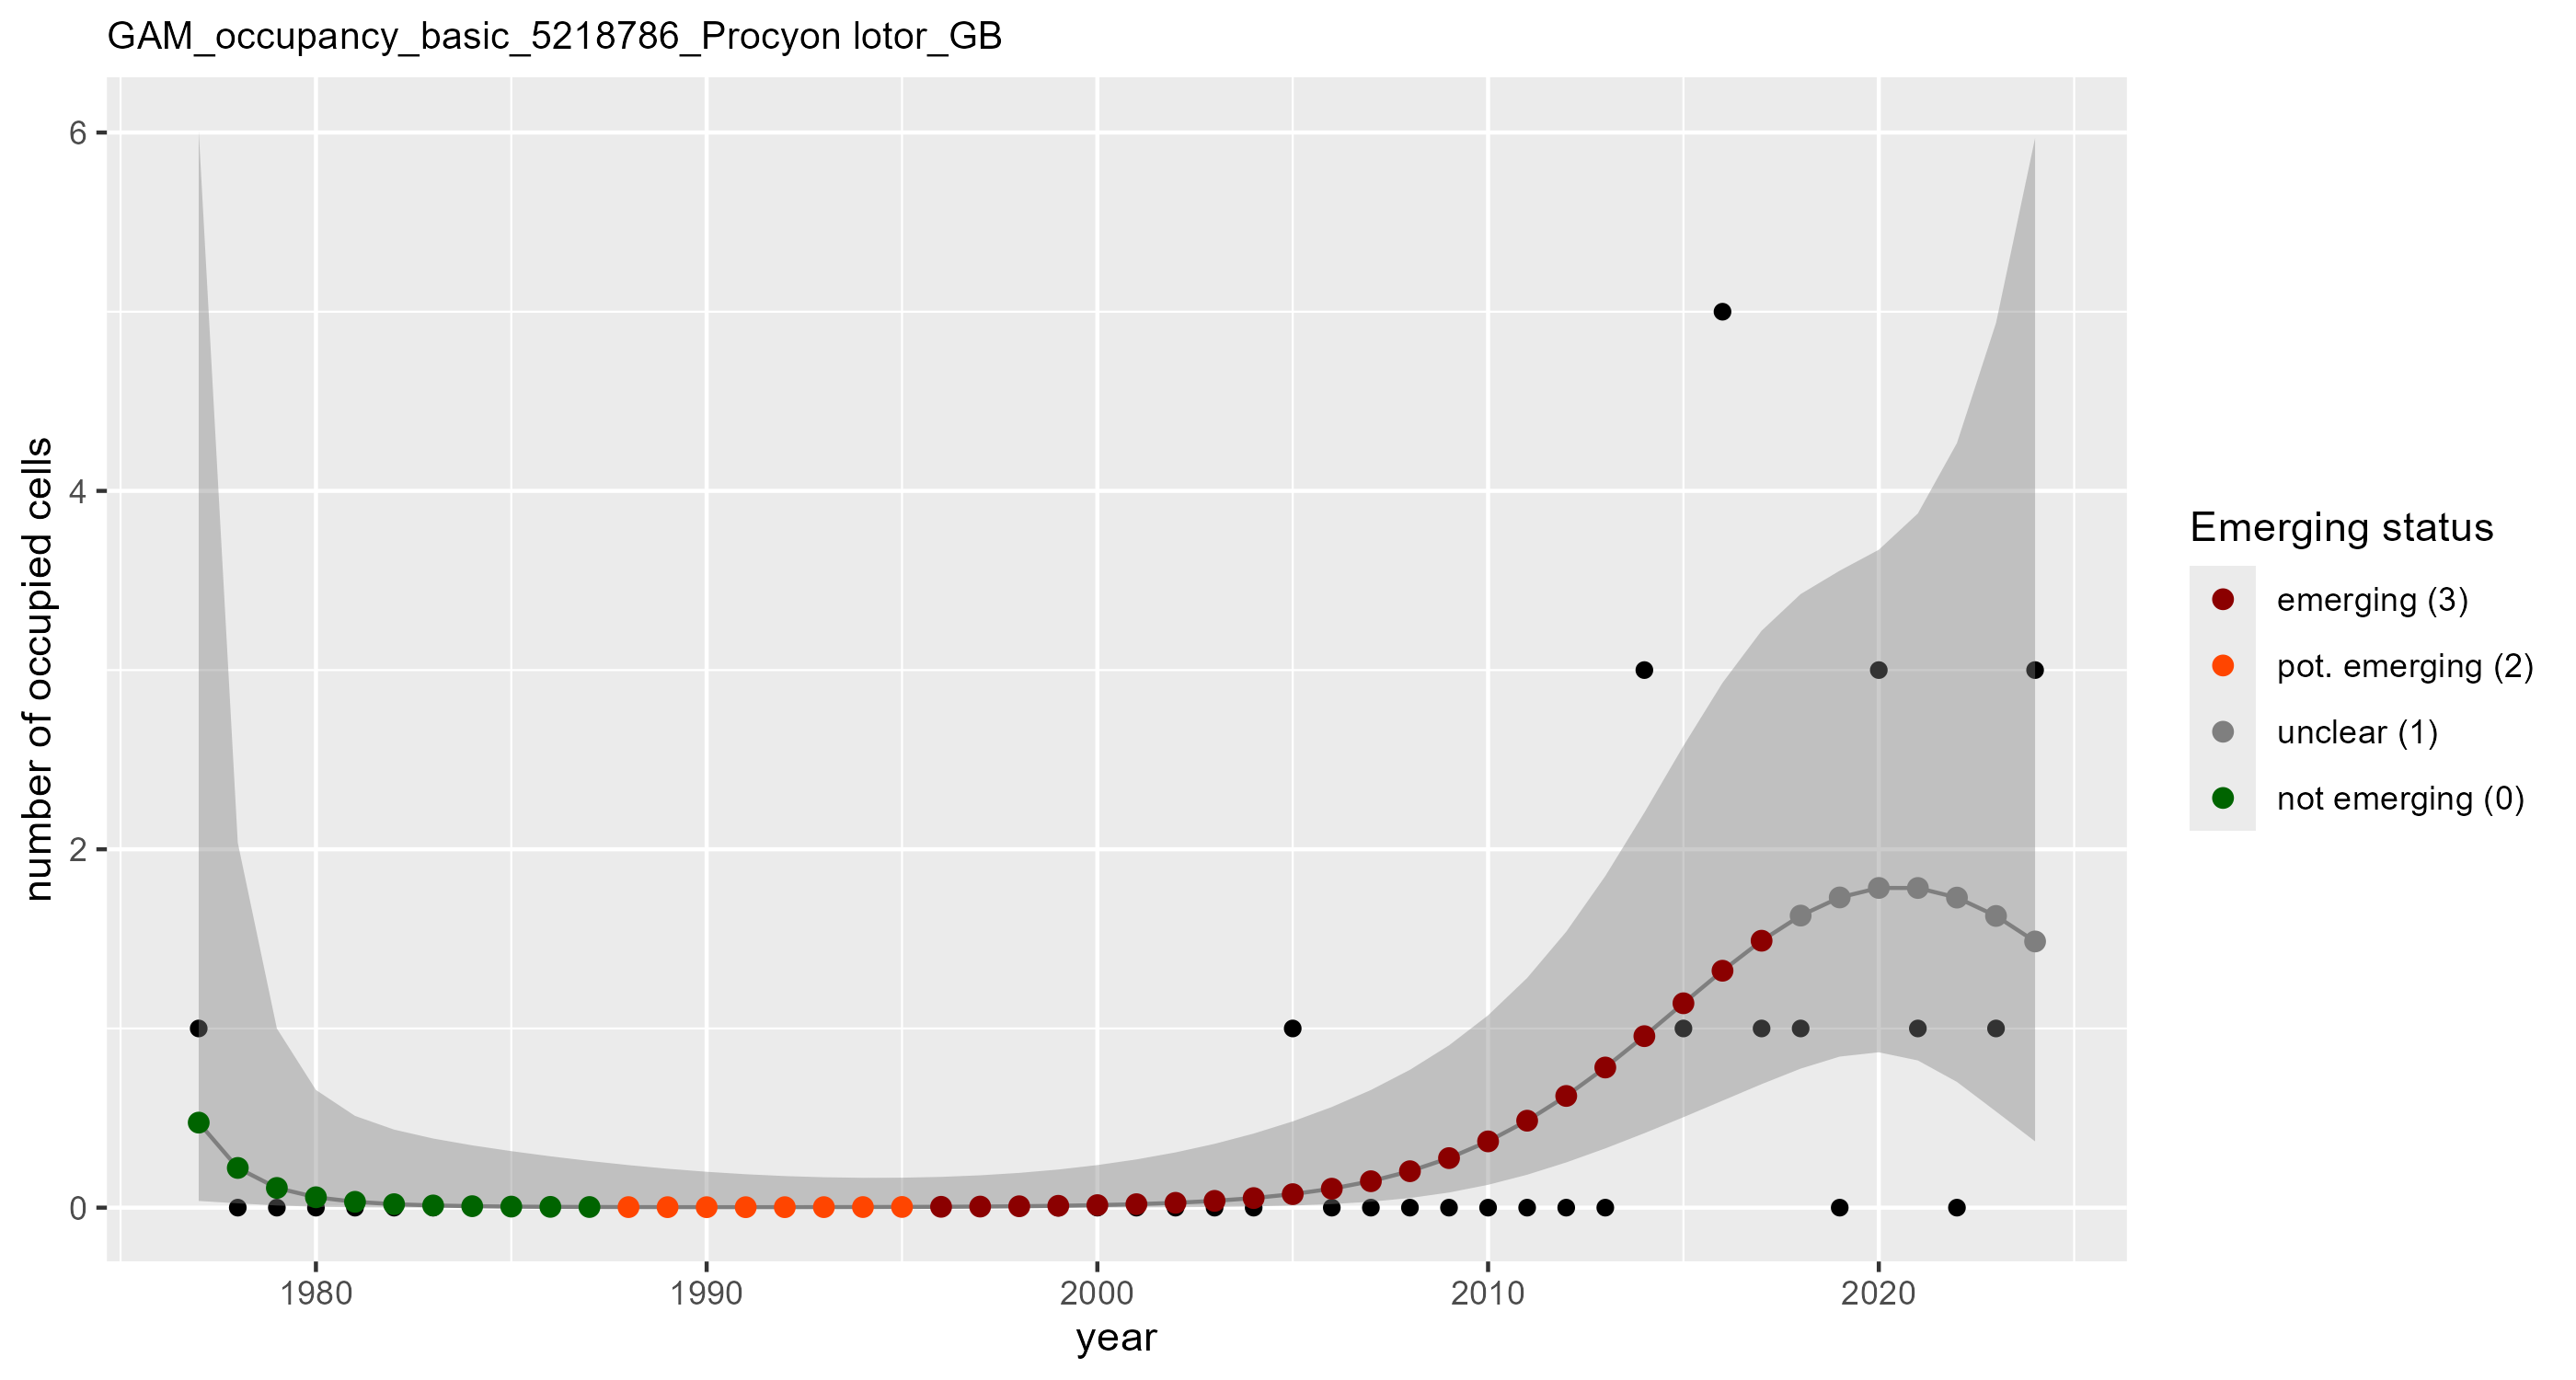 GAM_occupancy_basic_5218786_Procyon lotor_GB
number of occupied cells
6
4
2
0
1980 1990 2000 2010 2020
year
Emerging status
emerging (3)
pot. emerging (2)
unclear (1)
not emerging (0)